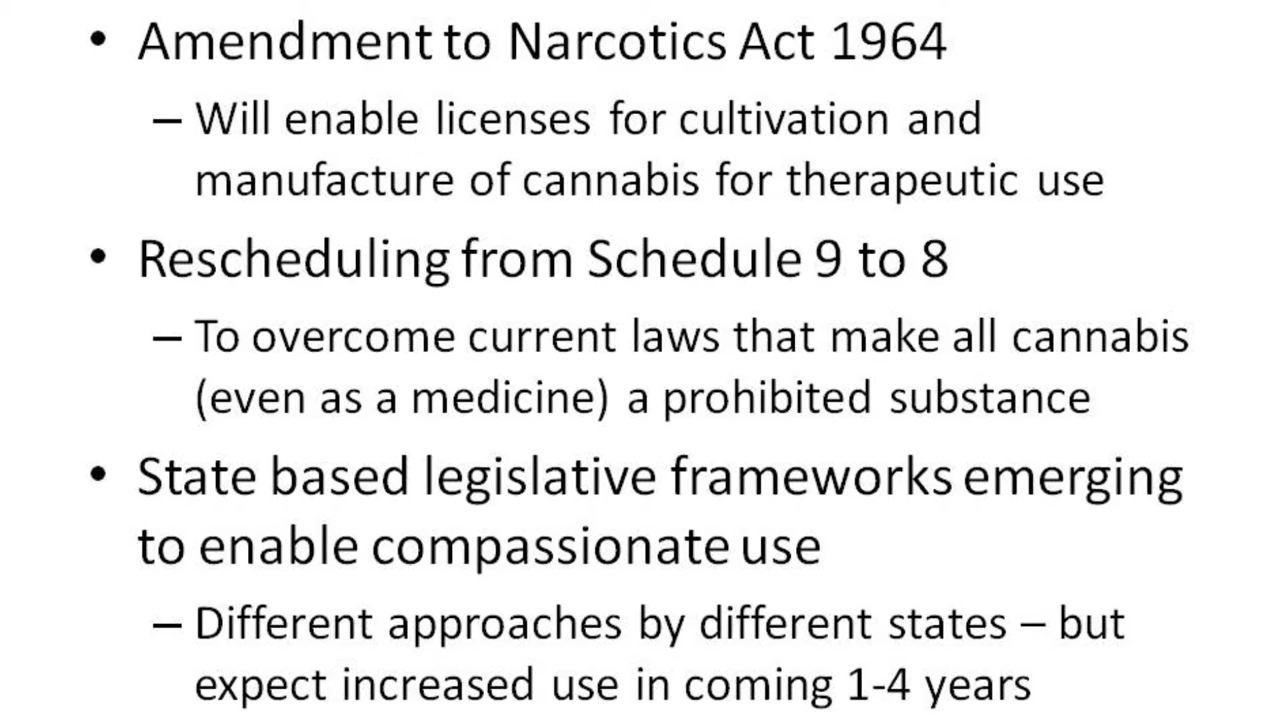 • Amendment to Narcotics Act 1964
– Will enable licenses for cultivation and
manufacture of cannabis for therapeutic use
• Rescheduling from Schedule 9 to 8
– To overcome current laws that make all cannabis
(even as a medicine) a prohibited substance
• State based legislative frameworks emerging
to enable compassionate use
– Different approaches by different states – but
expect increased use in coming 1-4 years